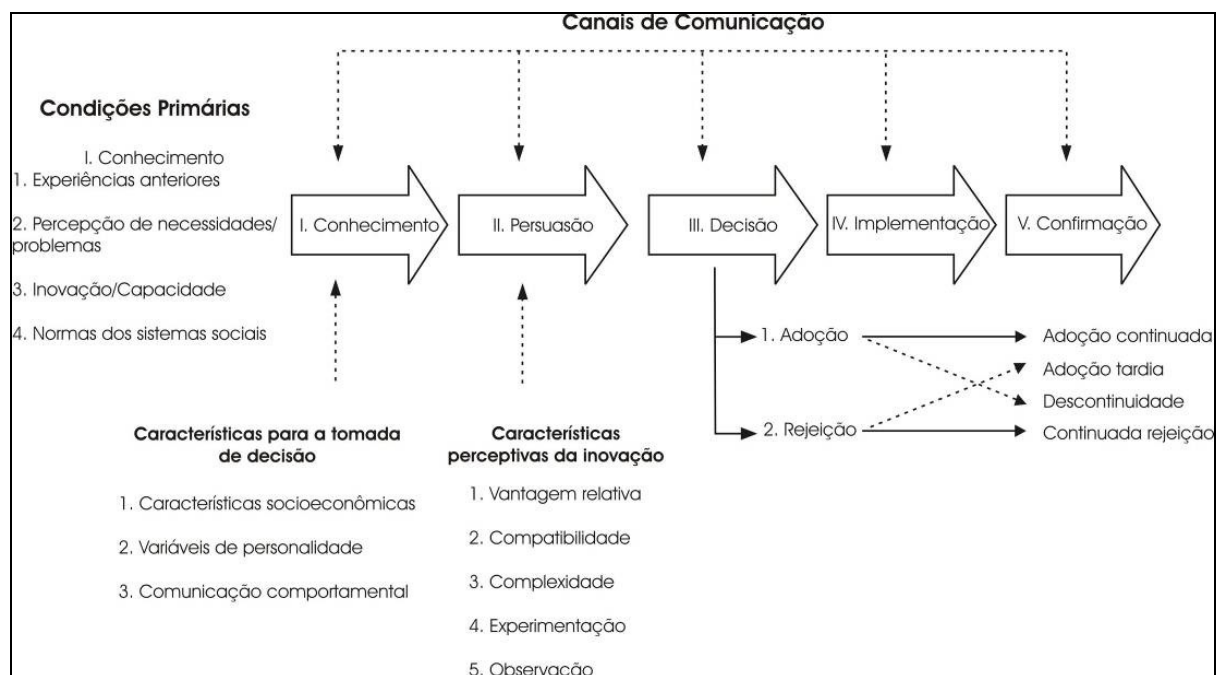 Canais de Comunicação
Condições Primárias
I. Conhecimento
1. Experiências anteriores
2. Percepção de necessidades/
problemas
3. Inovação/Capacidade
4. Normas dos sistemas sociais
I. Conhecimento
II. Persuasão
III. Decisão
IV. Implementação
V. Confirmação
1. Adoção
2. Rejeição
Adoção continuada
Adoção tardia
Descontinuidade
Continuada rejeição
Características para a tomada
de decisão
1. Características socioeconômicas
2. Variáveis de personalidade
3. Comunicação comportamental
Características
perceptivas da inovação
1. Vantagem relativa
2. Compatibilidade
3. Complexidade
4. Experimentação
5. Observação